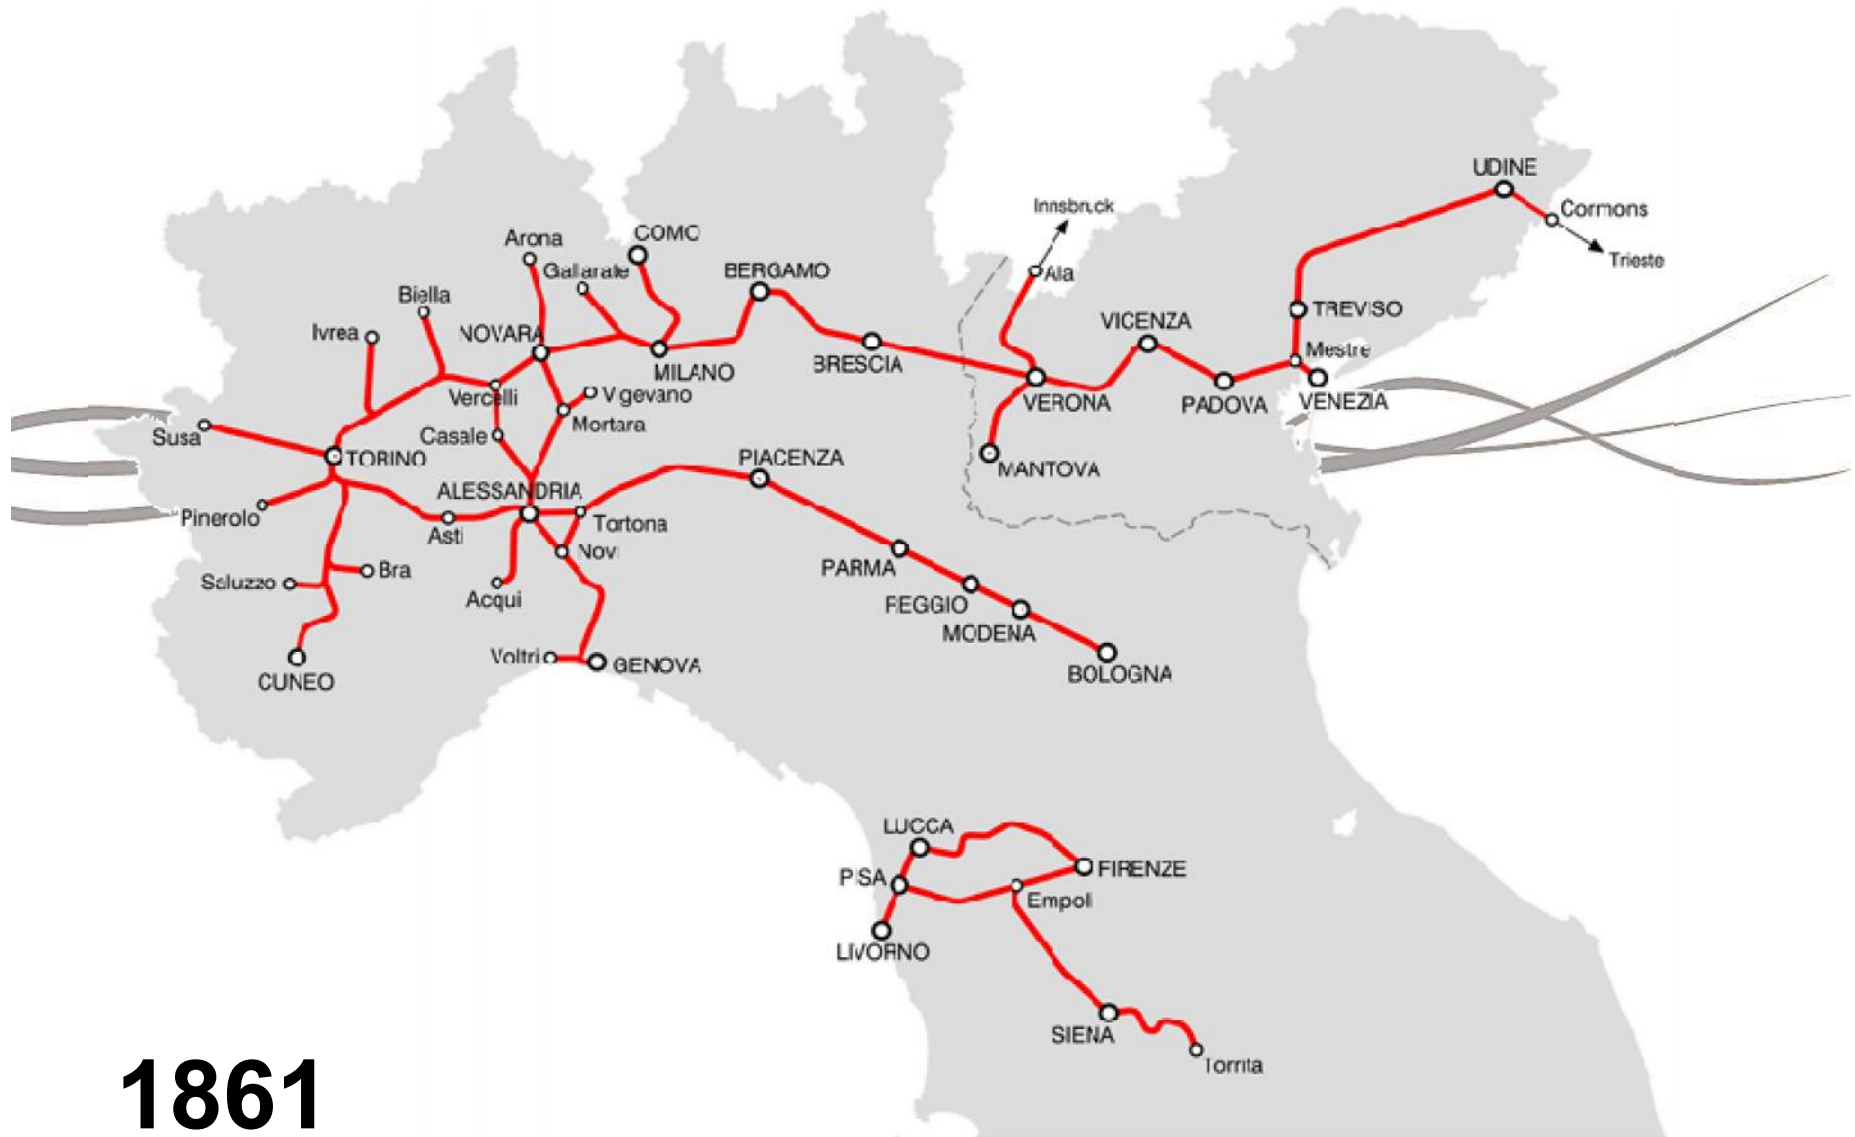 UDINE
Innsbruck
Cormons
Arona
COMO
Trieste
Gallarate
BERGAMO
Ala
Biella
TREVISO
Ivrea
NOVARA
VICENZA
Mestre
BRESCIA
MILANO
Vercelli
Vigevano
VERONA
PADOVA
VENEZIA
Mortara
Susa
Casale
TORINO
PIACENZA
MANTOVA
ALESSANDRIA
Pinerolo
Tortona
Asti
Novi
PARMA
Bra
Saluzzo
Acqui
REGGIO
MODENA
Voltri
GENOVA
CUNEO
BOLOGNA
LUCCA
PISA
FIRENZE
Empoli
LIVORNO
SIENA
Torrita
1861